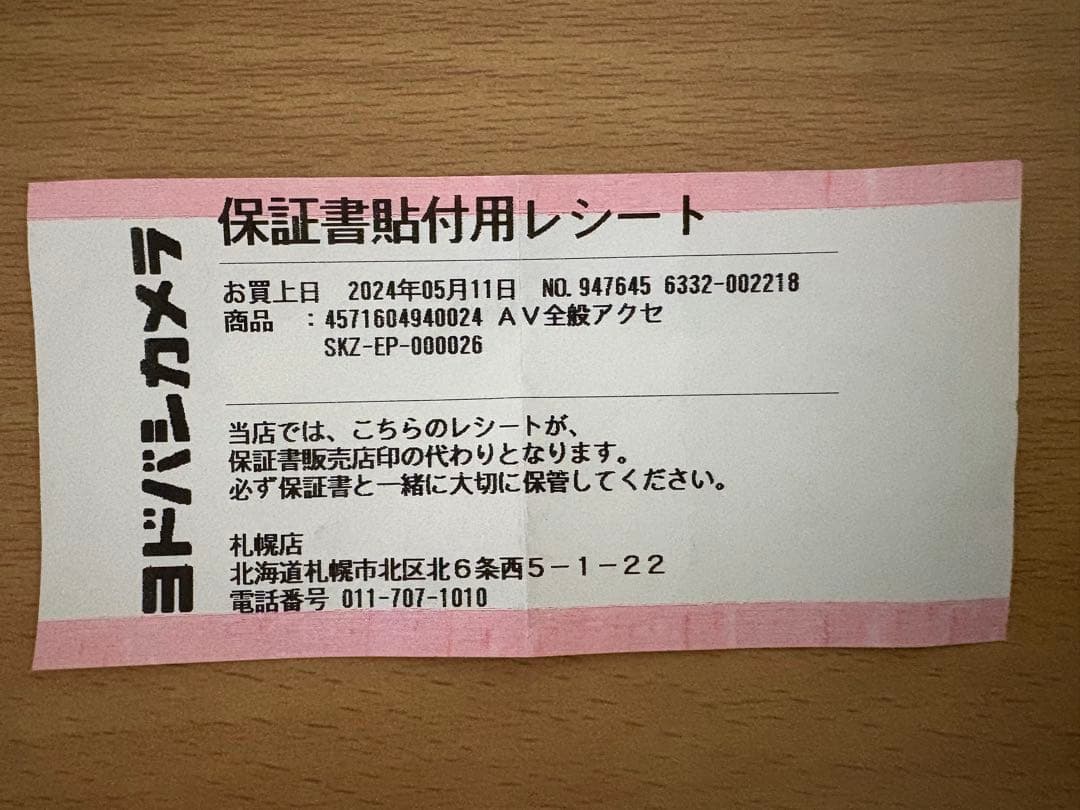 ヨドバシカメラ
保証書貼付用レシート
お買上日 2024年05月11日 NO. 947645 6332-002218
商品 : 4571604940024 AV全般アクセ
SKZ-EP-000026
当店では、こちらのレシートが、
保証書販売店印の代わりとなります。
必ず保証書と一緒に大切に保管してください。
札幌店
北海道札幌市北区北6条西5-1-22
電話番号 011-707-1010